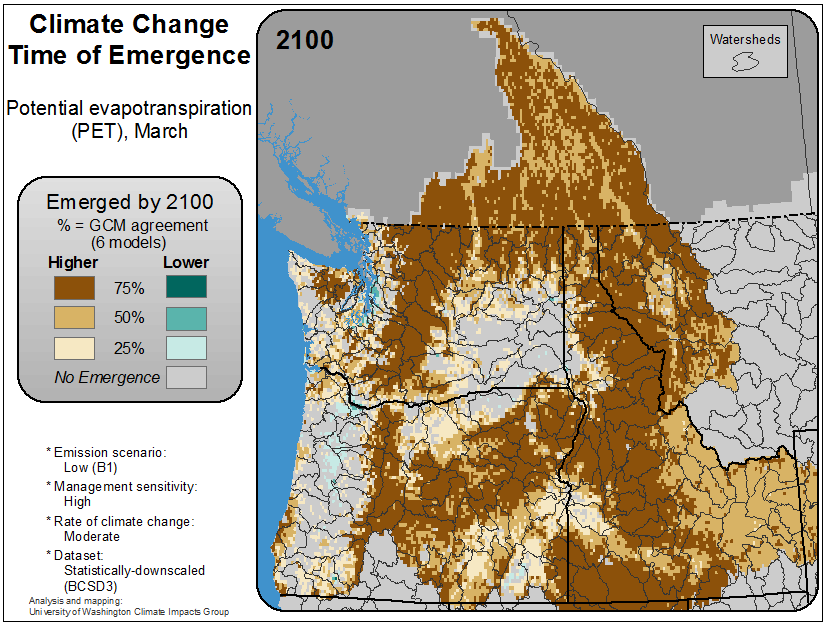 Climate Change
Time of Emergence
Potential evapotranspiration
(PET), March
Emerged by 2100
% = GCM agreement
(6 models)
Higher Lower
75%
50%
25%
No Emergence
* Emission scenario:
Low (B1)
* Management sensitivity:
High
* Rate of climate change:
Moderate
* Dataset:
Statistically-downscaled
(BCSD3)
Analysis and mapping:
University of Washington Climate Impacts Group
2100
Watersheds